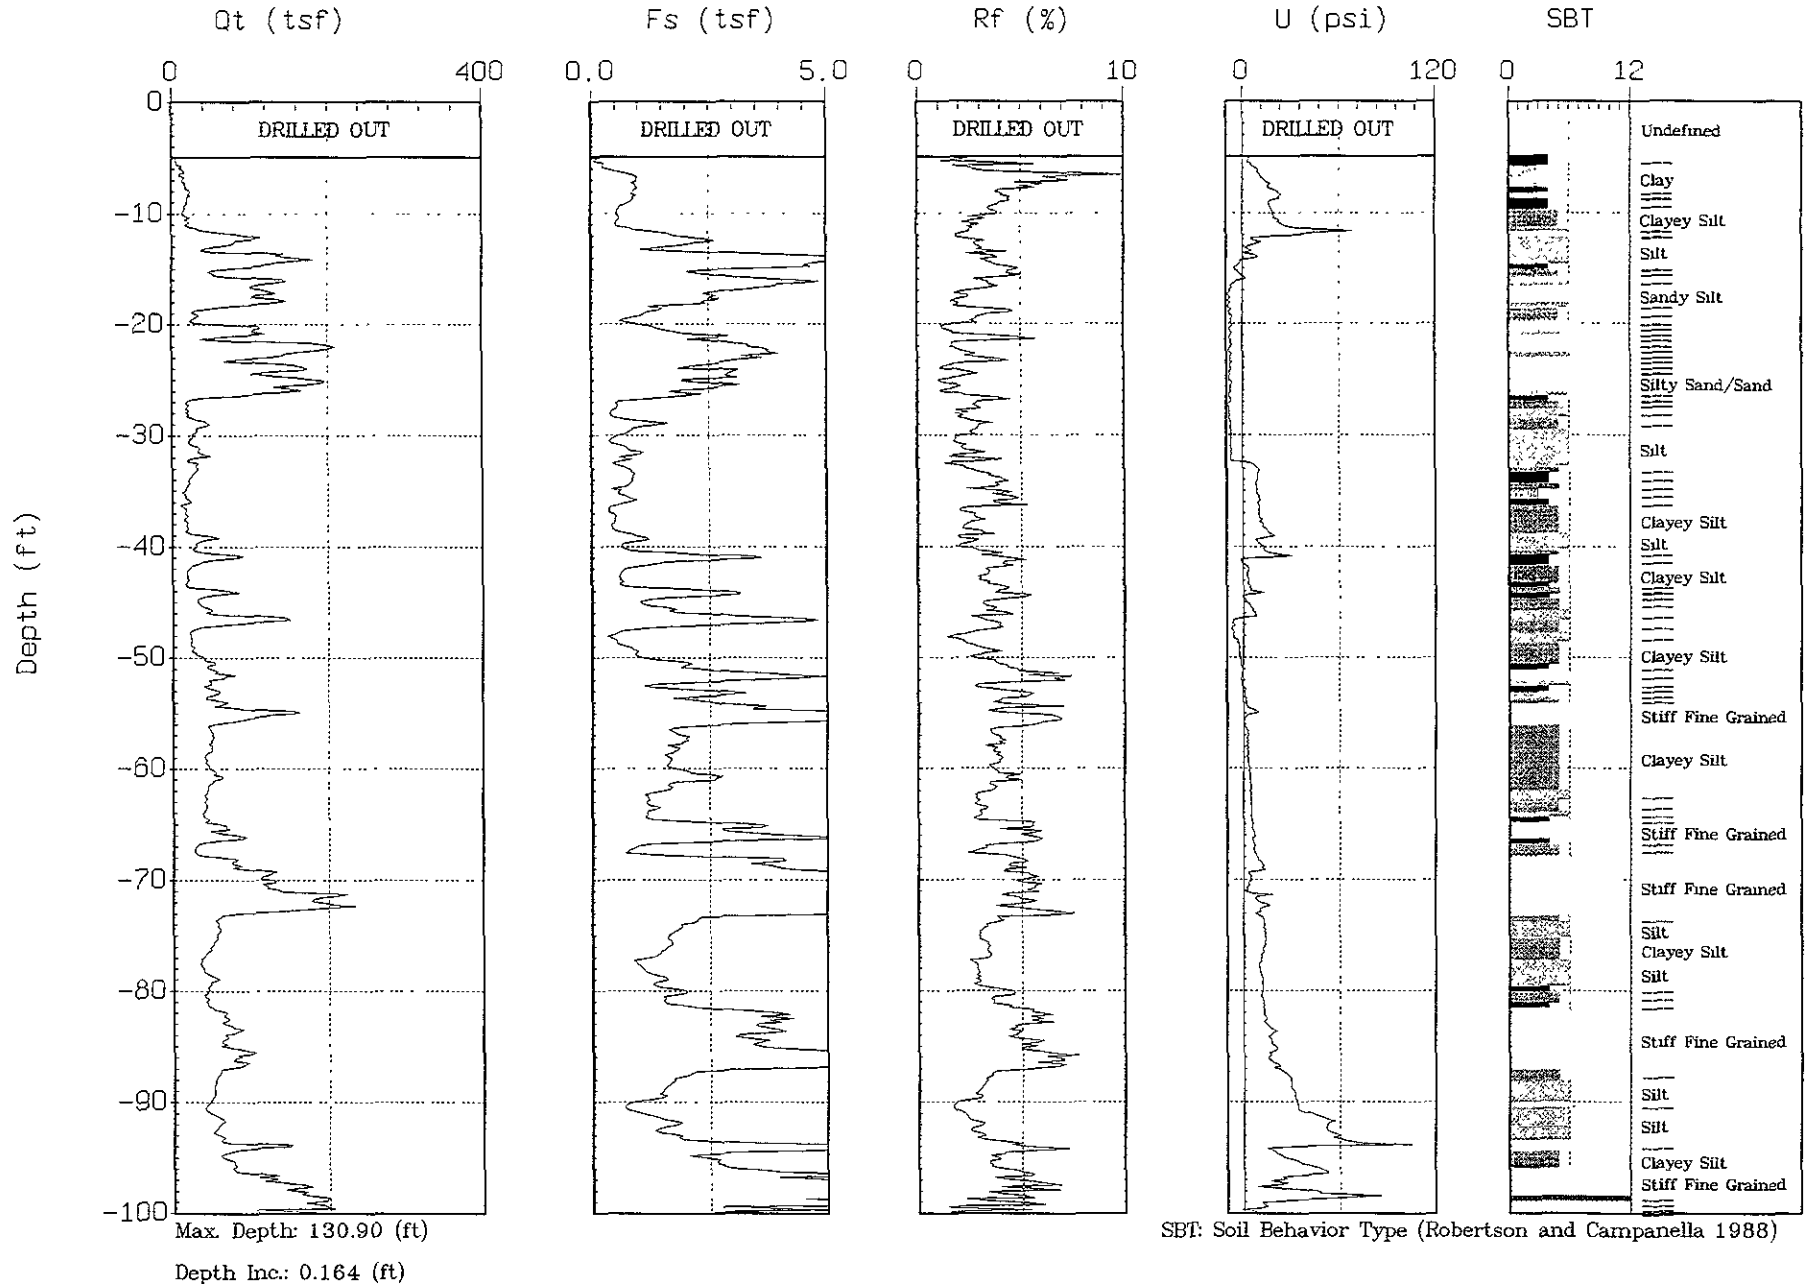 Qt (tsf) Fs (tsf) Rf (%) U (psi) SBT
0 400 0.0 5.0 0 10 0 120 0 12
0
DRILLED OUT DRILLED OUT DRILLED OUT DRILLED OUT
Undefined
Clay
-10
Clayey Silt
Silt
Sandy Silt
-20
Silty Sand/Sand
-30
Silt
Depth (ft)
Clayey Silt
-40
Silt
Clayey Silt
-50
Clayey Silt
Stiff Fine Grained
-60
Clayey Silt
Stiff Fine Grained
-70
Stiff Fine Grained
Silt
Clayey Silt
Silt
-80
Stiff Fine Grained
Silt
-90
Silt
Clayey Silt
Stiff Fine Grained
-100
Max. Depth: 130.90 (ft)
SBT: Soil Behavior Type (Robertson and Campanella 1988)
Depth Inc.: 0.164 (ft)